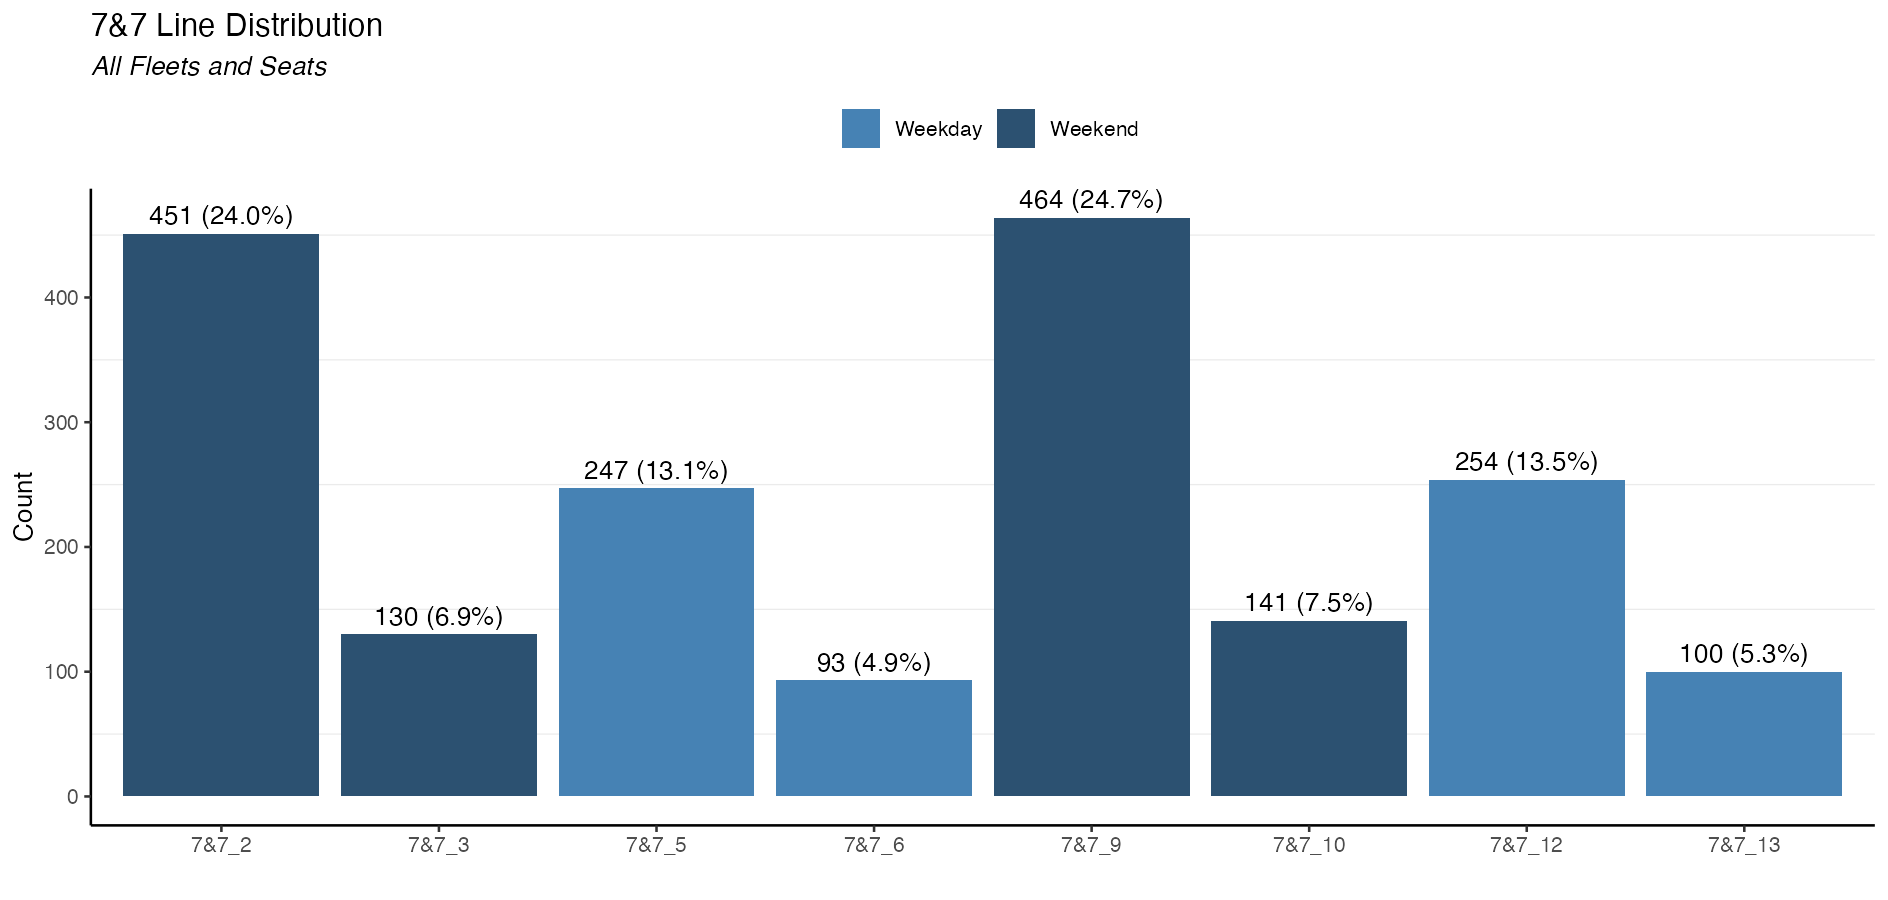 7&7 Line Distribution
All Fleets and Seats
Weekday Weekend
451 (24.0%)
130 (6.9%)
247 (13.1%)
93 (4.9%)
464 (24.7%)
141 (7.5%)
254 (13.5%)
100 (5.3%)
Count
400
300
200
100
0
7&7_2 7&7_3 7&7_5 7&7_6 7&7_9 7&7_10 7&7_12 7&7_13